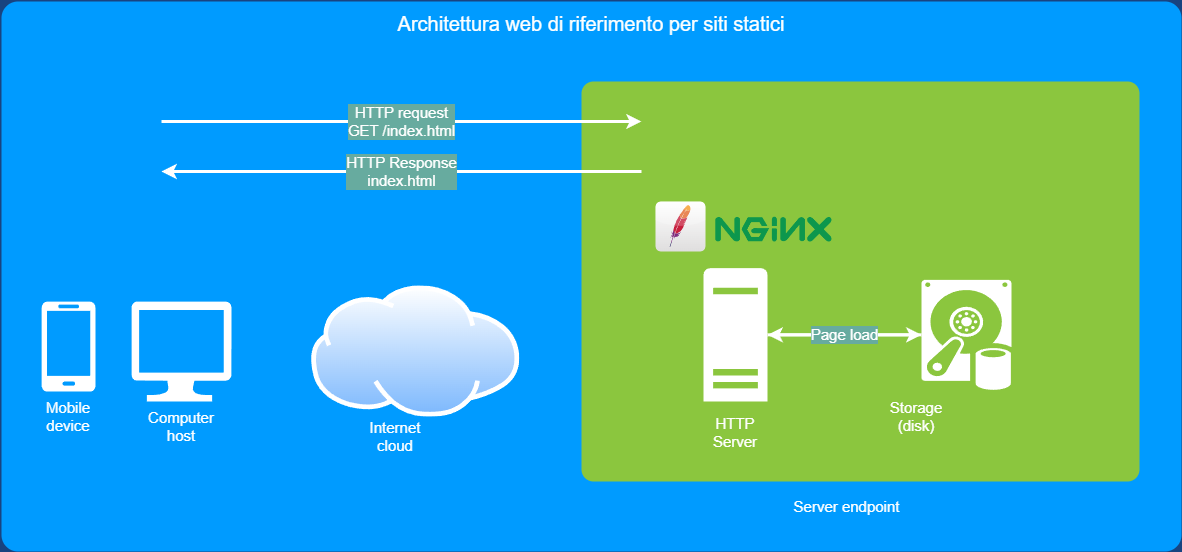 Architettura web di riferimento per siti statici
HTTP request
GET /index.html
HTTP Response
index.html
NGiNX
Page load
Mobile
device
Computer
host
Internet
cloud
HTTP
Server
Storage
(disk)
Server endpoint